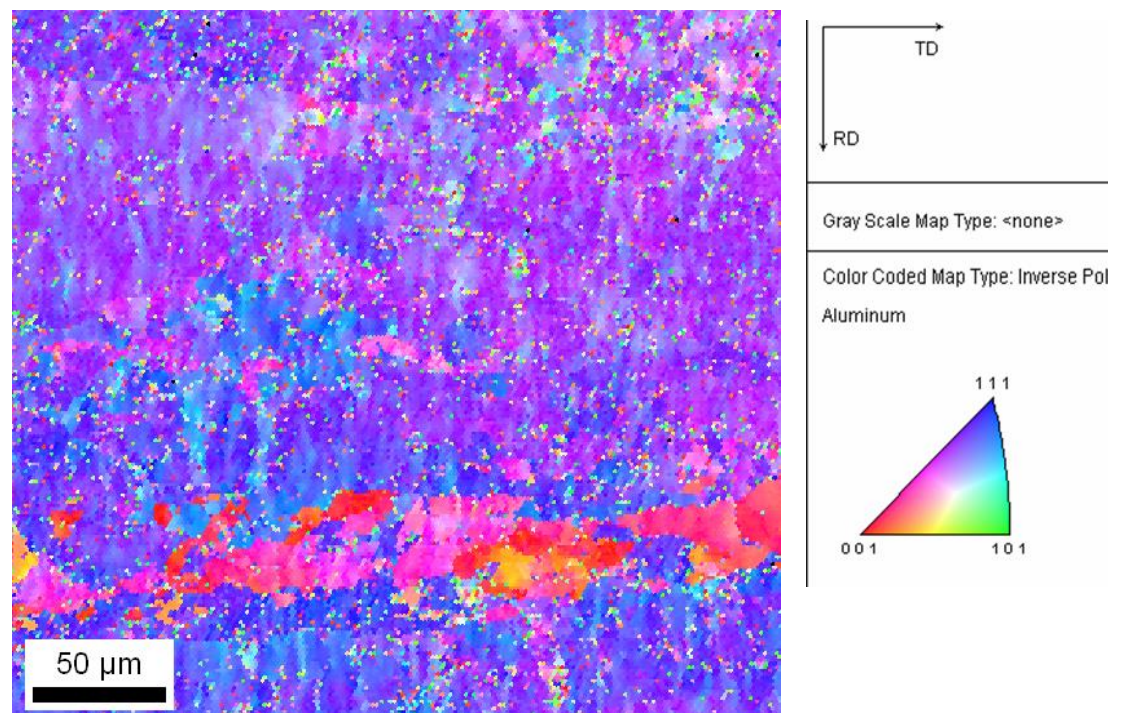 TD
RD
Gray Scale Map Type: <none>
Color Coded Map Type: Inverse Pol
Aluminum
111
001
101
50 μm